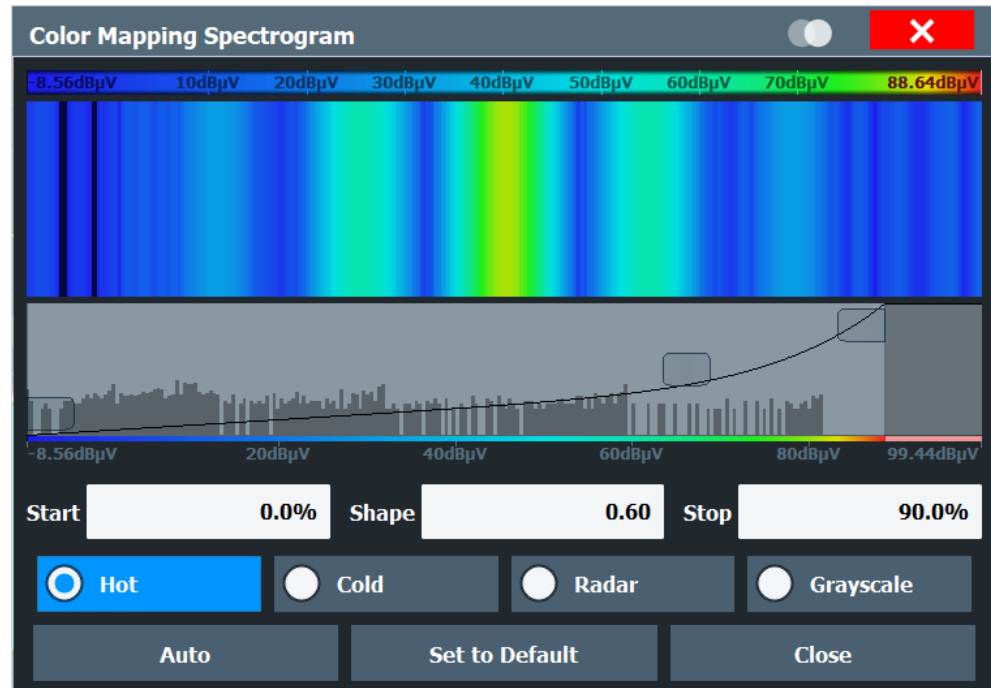 Color Mapping Spectrogram
-8.56dBµV 10dBµV 20dBµV 30dBµV 40dBµV 50dBµV 60dBµV 70dBµV 88.64dBµV
-8.56dBµV 20dBµV 40dBµV 60dBµV 80dBµV 99.44dBµV
Start 0.0% Shape 0.60 Stop 90.0%
Hot Cold Radar Grayscale
Auto Set to Default Close